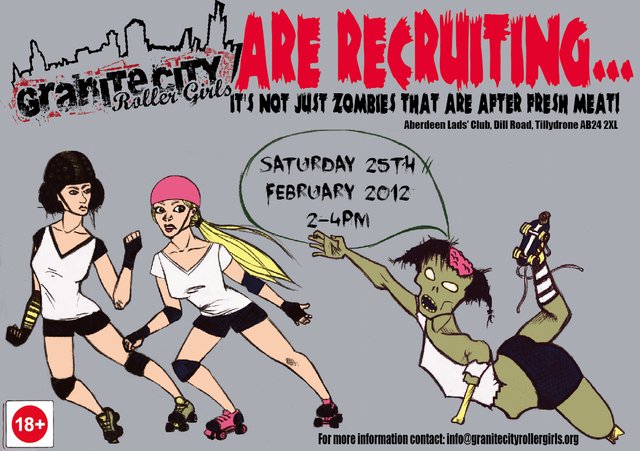 Granite City
Roller Girls
ARE RECRUITING...
IT'S NOT JUST ZOMBIES THAT ARE AFTER FRESH MEAT!
Aberdeen Lads' Club, Dill Road, Tillydrone AB24 2XL
SATURDAY 25TH
FEBRUARY 2012
2-4PM
18+
For more information contact: info@granitecityrollergirls.org